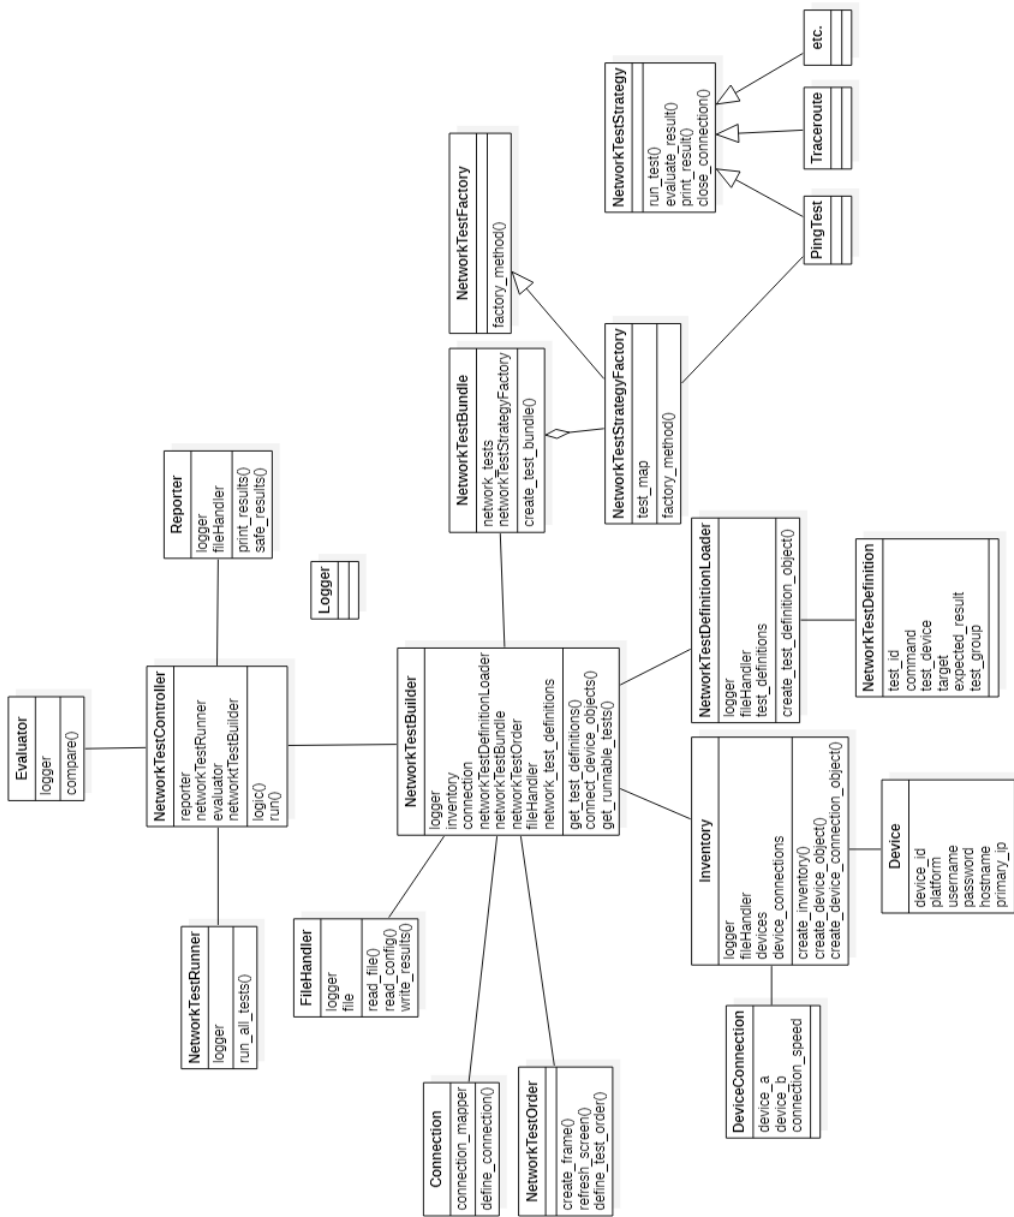 Evaluator
logger
compare()
NetworkTestRunner
logger
run_all_tests()
NetworkTestController
reporter
networkTestRunner
evaluator
networktTestBuilder
logic()
run()
Reporter
logger
fileHandler
print_results()
safe_results()
Logger
FileHandler
logger
file
read_file()
read_config()
write_results()
Connection
connection_mapper
define_connection()
NetworkTestOrder
create_frame()
refresh_screen()
define_test_order()
NetworkTestBuilder
logger
inventory
connection
networkTestDefinitionLoader
networkTestBundle
networkTestOrder
fileHandler
network_test_definitions
get_test_definitions()
connect_device_objects()
get_runnable_tests()
NetworkTestBundle
network_tests
networkTestStrategyFactory
create_test_bundle()
NetworkTestFactory
factory_method()
NetworkTestStrategyFactory
test_map
factory_method()
NetworkTestStrategy
run_test()
evaluate_result()
print_result()
close_connection()
PingTest
Traceroute
etc.
DeviceConnection
device_a
device_b
connection_speed
Inventory
logger
fileHandler
devices
device_connections
create_inventory()
create_device_object()
create_device_connection_object()
Device
device_id
platform
username
password
hostname
primary_ip
NetworkTestDefinitionLoader
logger
fileHandler
test_definitions
create_test_definition_object()
NetworkTestDefinition
test_id
command
test_device
target
expected_result
test_group